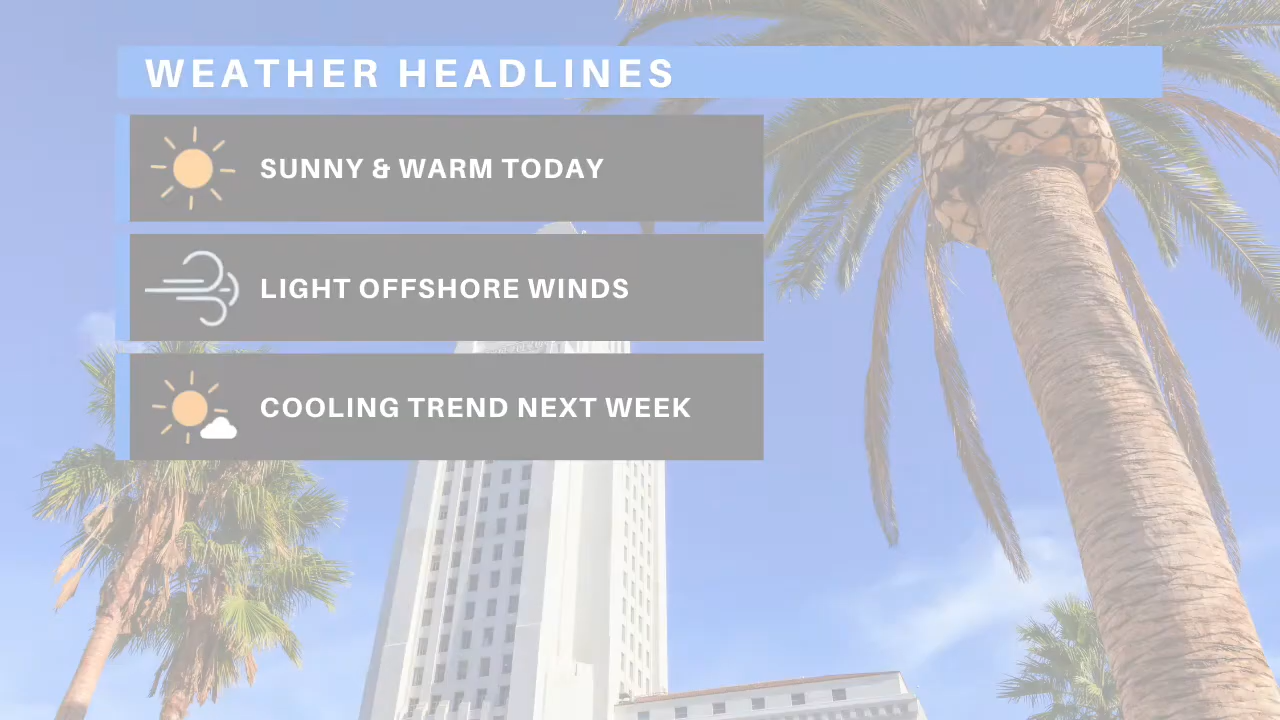 WEATHER HEADLINES
SUNNY & WARM TODAY
LIGHT OFFSHORE WINDS
COOLING TREND NEXT WEEK